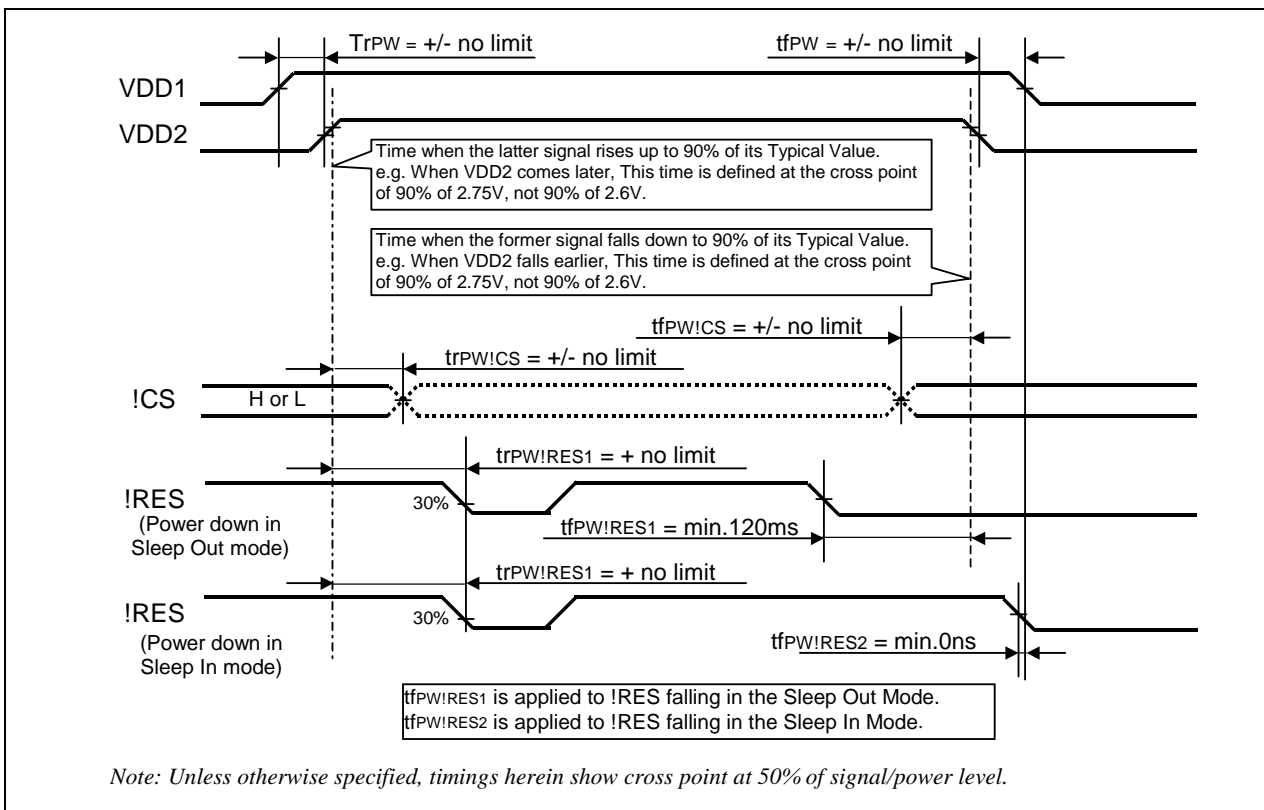 TrPW = +/- no limit
tfPW = +/- no limit
VDD1
VDD2
Time when the latter signal rises up to 90% of its Typical Value.
e.g. When VDD2 comes later, This time is defined at the cross point
of 90% of 2.75V, not 90% of 2.6V.
Time when the former signal falls down to 90% of its Typical Value.
e.g. When VDD2 falls earlier, This time is defined at the cross point
of 90% of 2.75V, not 90% of 2.6V.
tfPW!CS = +/- no limit
trPW!CS = +/- no limit
!CS
H or L
trPW!RES1 = + no limit
!RES
30%
(Power down in
Sleep Out mode)
tfPW!RES1 = min.120ms
trPW!RES1 = + no limit
!RES
30%
(Power down in
Sleep In mode)
tfPW!RES2 = min.0ns
tfPW!RES1 is applied to !RES falling in the Sleep Out Mode.
tfPW!RES2 is applied to !RES falling in the Sleep In Mode.
Note: Unless otherwise specified, timings herein show cross point at 50% of signal/power level.